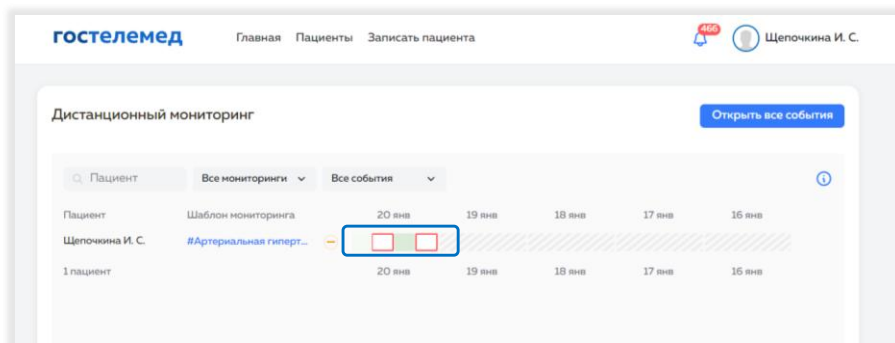 гостелемед Главная Пациенты Записать пациента 466 Щепочкина И. С.
Дистанционный мониторинг Открыть все события
Пациент Все мониторинги Все события
Пациент Шаблон мониторинга 20 янв 19 янв 18 янв 17 янв 16 янв
Щепочкина И. С. #Артериальная гиперт...
1 пациент 20 янв 19 янв 18 янв 17 янв 16 янв